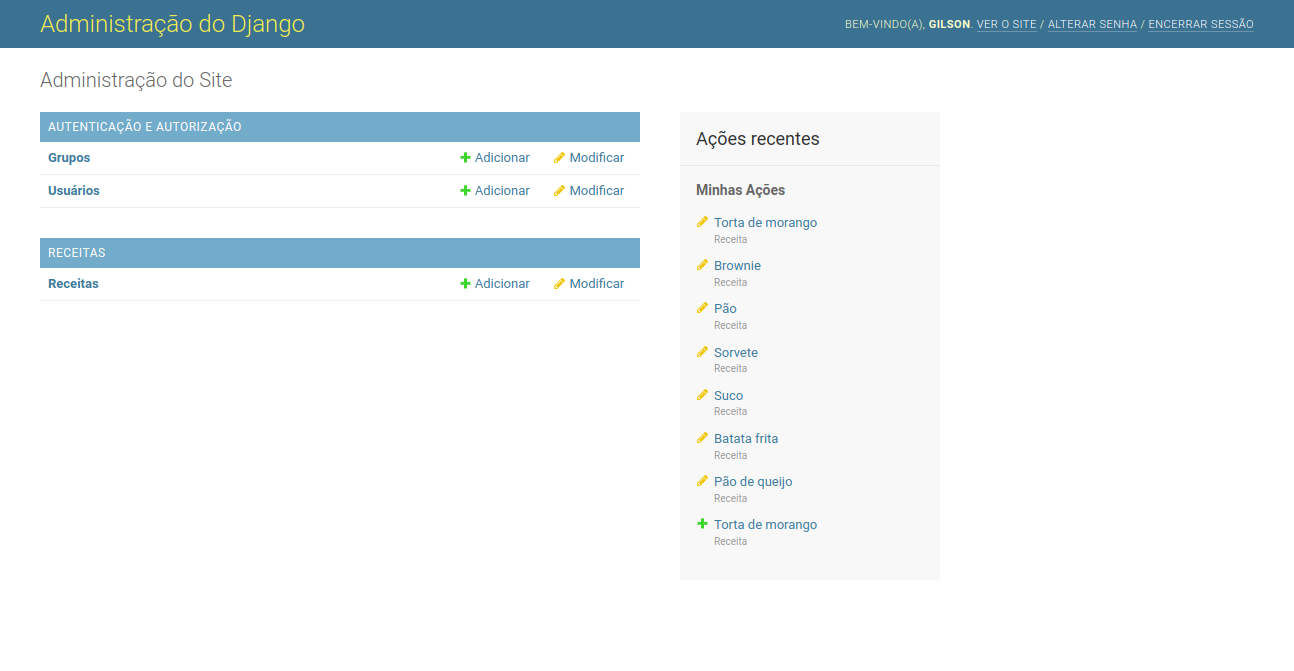 Administração do Django
BEM-VINDO(A), GILSON. VER O SITE / ALTERAR SENHA / ENCERRAR SESSÃO
Administração do Site
AUTENTICAÇÃO E AUTORIZAÇÃO
Grupos Adicionar Modificar
Usuários Adicionar Modificar
RECEITAS
Receitas Adicionar Modificar
Ações recentes
Minhas Ações
Torta de morango
Receita
Brownie
Receita
Pão
Receita
Sorvete
Receita
Suco
Receita
Batata frita
Receita
Pão de queijo
Receita
Torta de morango
Receita